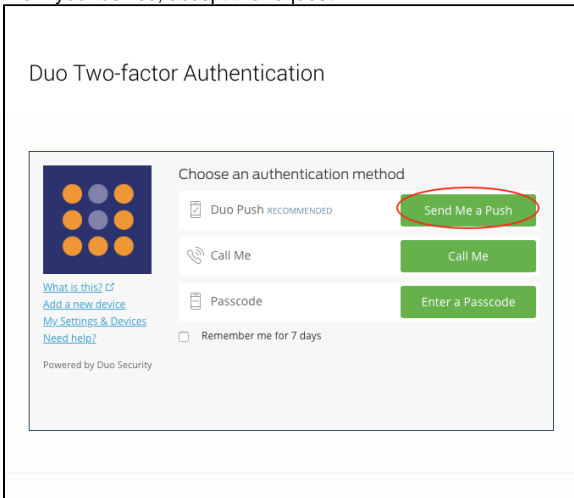 Duo Two-factor Authentication
Choose an authentication method
Duo Push RECOMMENDED
Send Me a Push
Call Me
Call Me
Passcode
Enter a Passcode
Remember me for 7 days
What is this?
Add a new device
My Settings & Devices
Need help?
Powered by Duo Security